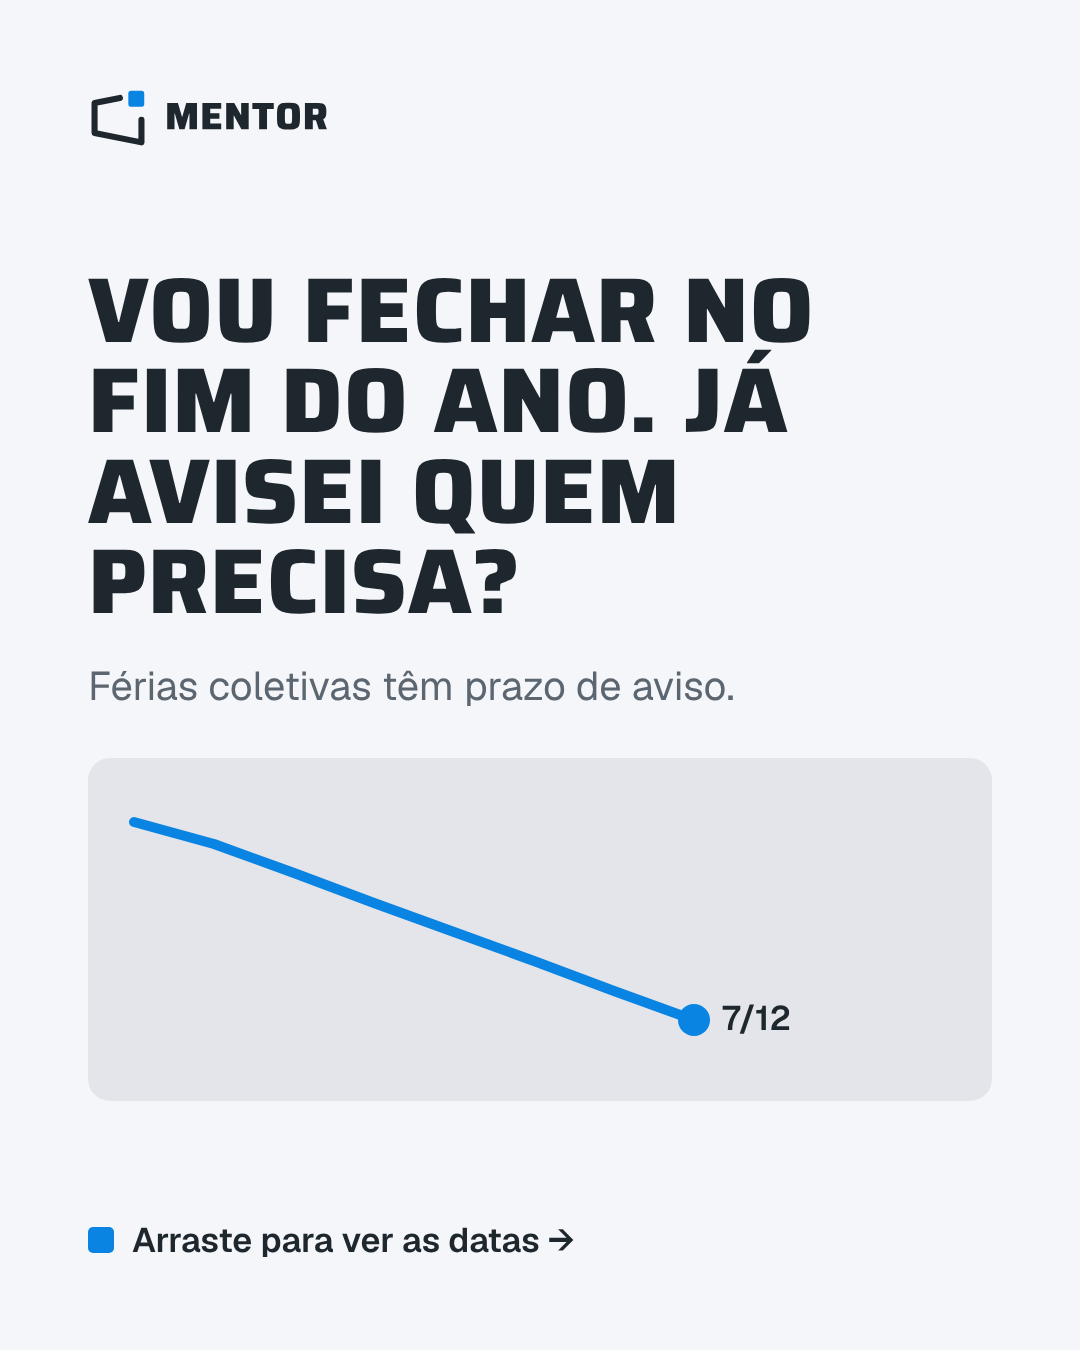 MENTOR
VOU FECHAR NO
FIM DO ANO. JÁ
AVISEI QUEM
PRECISA?
Férias coletivas têm prazo de aviso.
7/12
Arraste para ver as datas →